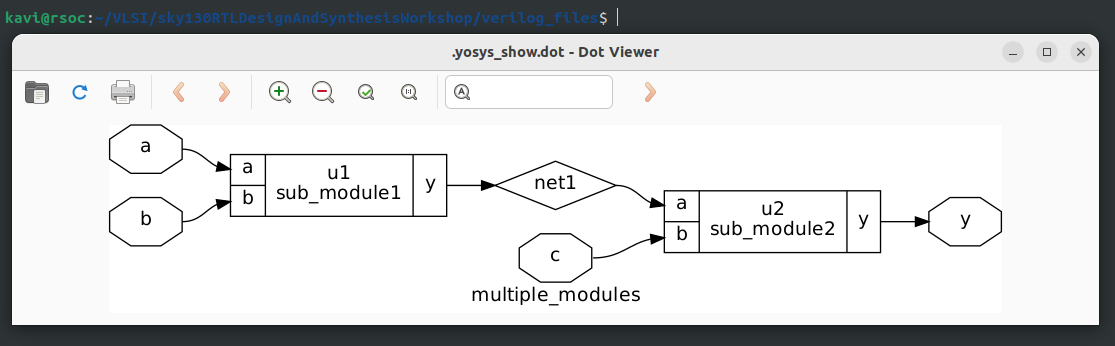 kavi@rsoc:~/VLSI/sky130RTLDesignAndSynthesisWorkshop/verilog_files$
.yosys_show.dot - Dot Viewer
a
b
a
b
u1
sub_module1
y
net1
c
a
b
u2
sub_module2
y
y
multiple_modules